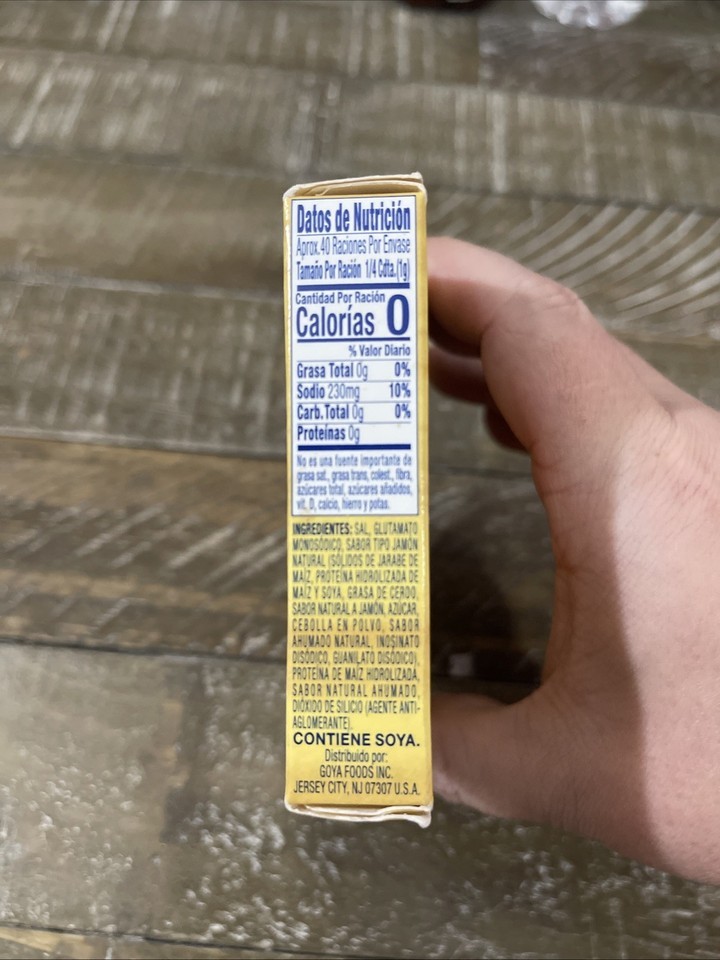 Datos de Nutrición
Aprox. 40 Raciones Por Envase
Tamaño Por Ración 1/4 Cdta. (1g)
Cantidad Por Ración
Calorías 0
% Valor Diario
Grasa Total 0g 0%
Sodio 230mg 10%
Carb. Total 0g 0%
Proteínas 0g
No es una fuente importante de
grasa sat., grasa trans, colest., fibra,
azúcares total, azúcares añadidos,
vit. D, calcio, hierro y potas.
INGREDIENTES: SAL, GLUTAMATO
MONOSÓDICO, SABOR TIPO JAMÓN
NATURAL (SÓLIDOS DE JARABE DE
MAÍZ, PROTEÍNA HIDROLIZADA DE
MAÍZ Y SOYA, GRASA DE CERDO,
SABOR NATURAL A JAMÓN, AZÚCAR,
CEBOLLA EN POLVO, SABOR
AHUMADO NATURAL, INOSINATO
DISÓDICO, GUANILATO DISÓDICO),
PROTEÍNA DE MAÍZ HIDROLIZADA,
SABOR NATURAL AHUMADO,
DIÓXIDO DE SILICIO (AGENTE ANTI-
AGLOMERANTE).
CONTIENE SOYA.
Distribuido por:
GOYA FOODS INC.
JERSEY CITY, NJ 07307 U.S.A.